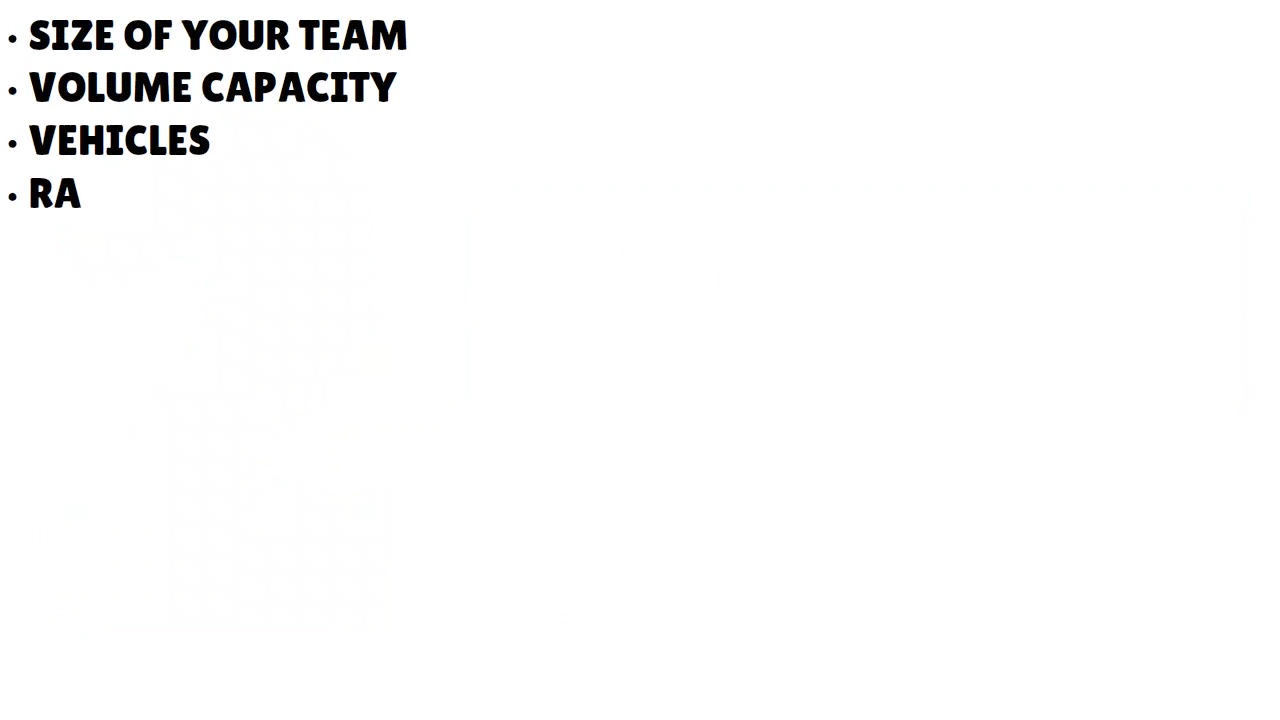 · SIZE OF YOUR TEAM
· VOLUME CAPACITY
· VEHICLES
· RA